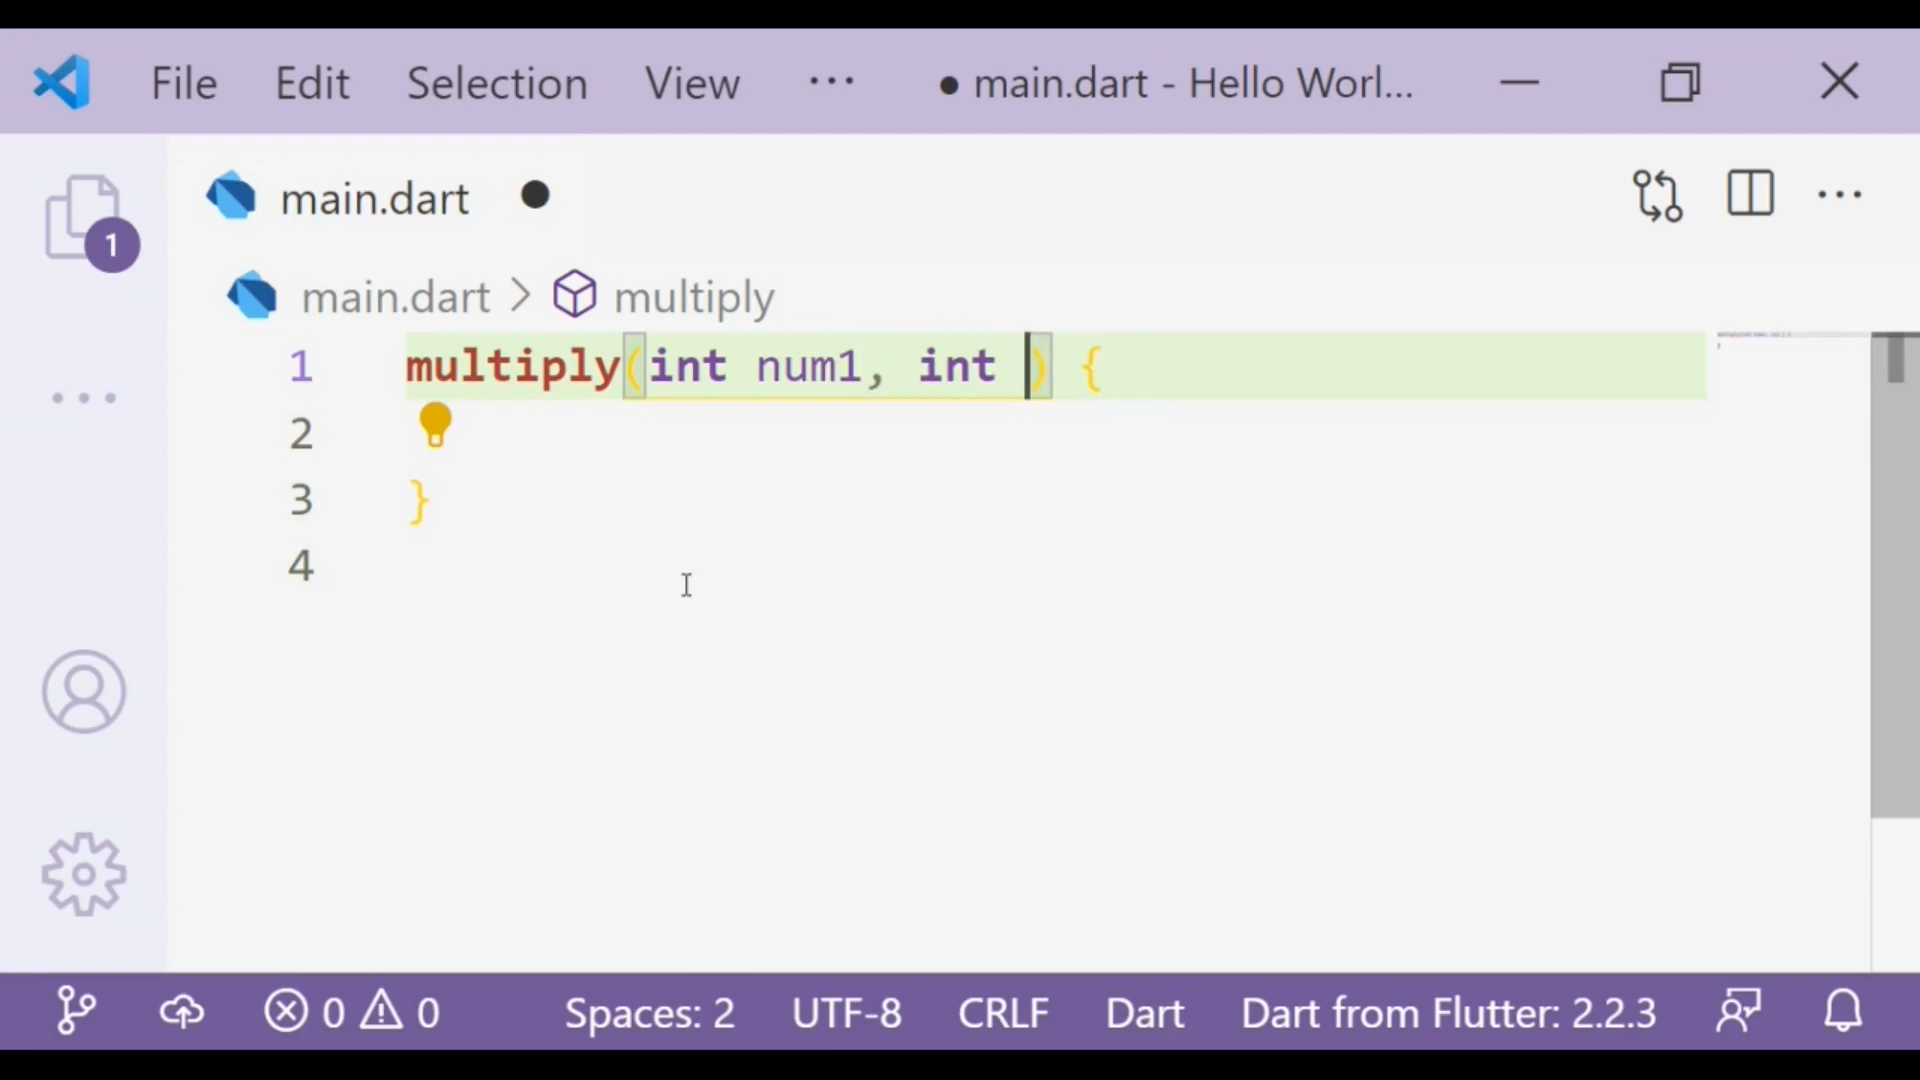 File Edit Selection View ··· ● main.dart - Hello Worl...
main.dart ●
main.dart > multiply
1 multiply(int num1, int ) {
2
3 }
4
1
0 0 Spaces: 2 UTF-8 CRLF Dart Dart from Flutter: 2.2.3